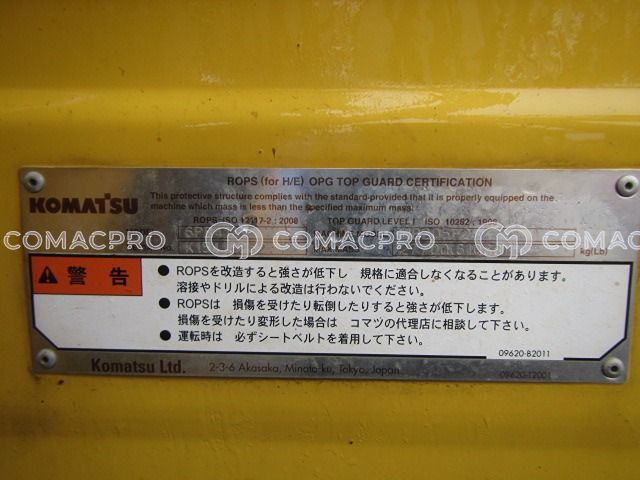 ROPS (for H/E) OPG TOP GUARD CERTIFICATION
KOMATSU
This protective structure complies with the standard-provided that it is properly equipped on the
machine which mass is less than the specified maximum mass.
ROPS: ISO 12117-2 : 2008 TOP GUARD LEVEL I ISO 10262 : 1998
COMACPRO COMACPRO COMACPRO
kg(Lb)
警告
● ROPSを改造すると強さが低下し 規格に適合しなくなることがあります。
溶接やドリルによる改造は行わないでください。
● ROPSは 損傷を受けたり転倒したりすると強さが低下します。
損傷を受けたり変形した場合は コマツの代理店に相談して下さい。
● 運転時は 必ずシートベルトを着用して下さい。
09620-B2011
Komatsu Ltd. 2-3-6 Akasaka, Minato-ku, Tokyo, Japan
09620-T2001